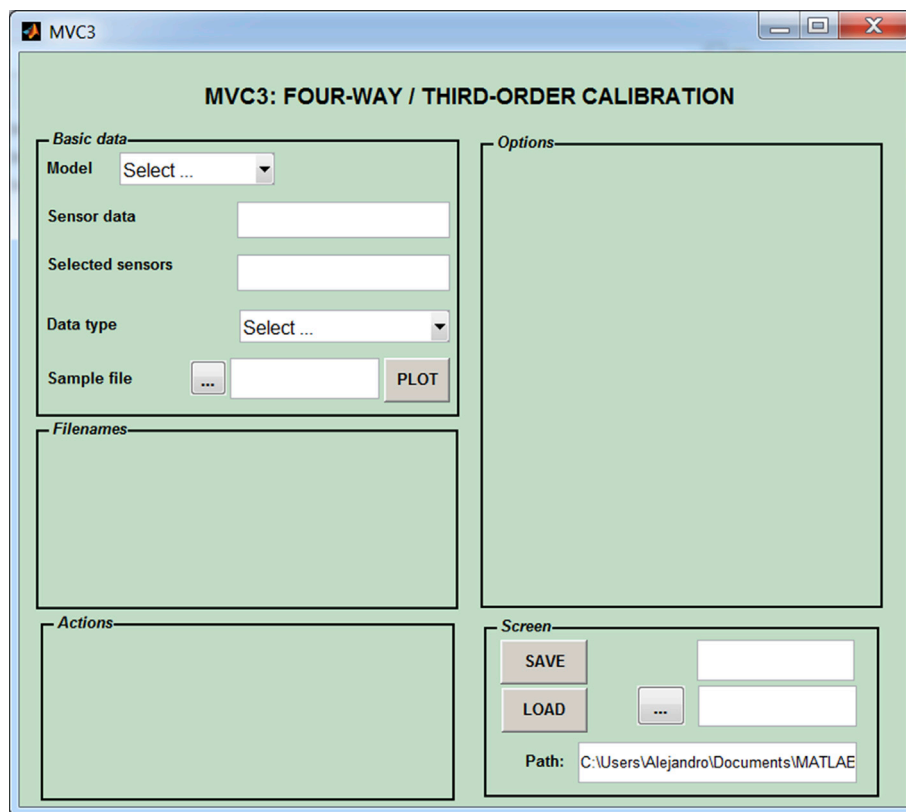 MVC3
MVC3: FOUR-WAY / THIRD-ORDER CALIBRATION
Basic data
Model Select ...
Sensor data
Selected sensors
Data type Select ...
Sample file ... PLOT
Filenames
Actions
Options
Screen
SAVE
LOAD ...
Path: C:\Users\Alejandro\Documents\MATLAE